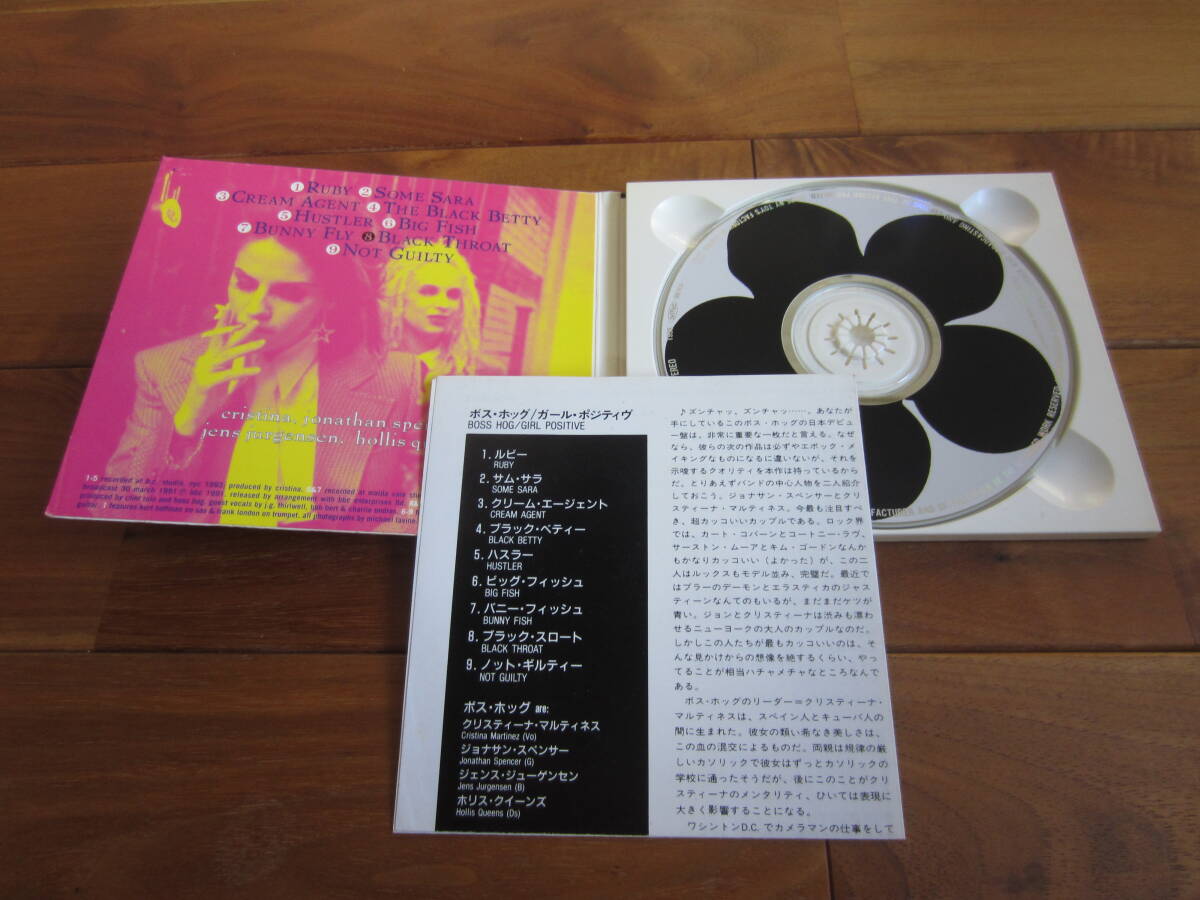 1 RUBY 2 SOME SARA
3 CREAM AGENT 4 THE BLACK BETTY
5 HUSTLER 6 BIG FISH
7 BUNNY FLY 8 BLACK THROAT
9 NOT GUILTY
cristina, jonathan
jens jurgensen, hollis
ボス・ホッグ/ガール・ポジティヴ
BOSS HOG/GIRL POSITIVE
1. ルビー
RUBY
2. サム・サラ
SOME SARA
3. クリーム・エージェント
CREAM AGENT
4. ブラック・ベティー
BLACK BETTY
5. ハスラー
HUSTLER
6. ビッグ・フィッシュ
BIG FISH
7. バニー・フィッシュ
BUNNY FISH
8. ブラック・スロート
BLACK THROAT
9. ノット・ギルティー
NOT GUILTY
ボス・ホッグ are:
クリスティーナ・マルティネス
Cristina Martinez (Vo)
ジョナサン・スペンサー
Jonathan Spencer (G)
ジェンス・ジューゲンセン
Jens Jurgensen (B)
ホリス・クイーンズ
Hollis Queens (Ds)
♪ズンチャッ、ズンチャッ……、あなたが
手にしているこのボス・ホッグの日本デビュ
ー盤は、非常に重要な一枚だと言える。なぜ
なら、彼らの次の作品は必ずやエポック・メ
イキングなものになるに違いないが、それを
示唆するクオリティを本作は持っているから
だ。とりあえずバンドの中心人物を二人紹介
しておこう。ジョナサン・スペンサーとクリ
スティーナ・マルティネス。今最も注目すべ
き、超カッコいいカップルである。ロック界
では、カート・コバーンとコートニー・ラヴ、
サーストン・ムーアとキム・ゴードンなんか
もかなりカッコいい(よかった)が、この二
人はルックスもモデル並み、完璧だ。最近で
はブラーのデーモンとエラスティカのジャス
ティーンなんてのもいるが、まだまだケツが
青い。ジョンとクリスティーナは渋みも漂わ
せるニューヨークの大人のカップルなのだ。
しかしこの人たちが最もカッコいいのは、そ
んな見かけからの想像を絶するくらい、やっ
てることが相当ハチャメチャなところなんで
ある。
ボス・ホッグのリーダー=クリスティーナ・
マルティネスは、スペイン人とキューバ人の
間に生まれた。彼女の類い希なき美しさは、
この血の混交によるものだ。両親は規律の厳
しいカソリックで彼女はずっとカソリックの
学校に通ったそうだが、後にこのことがクリ
スティーナのメンタリティ、ひいては表現に
大きく影響することになる。
ワシントンD.C.でカメラマンの仕事をして